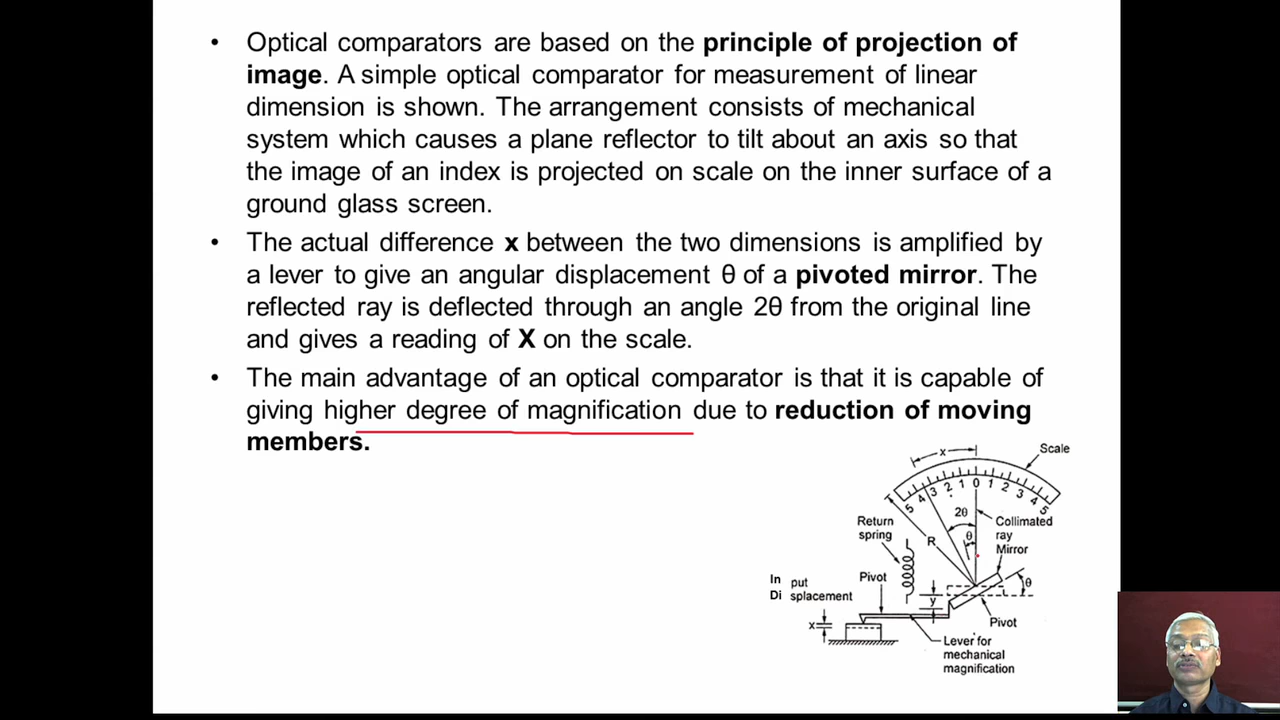 • Optical comparators are based on the principle of projection of
image. A simple optical comparator for measurement of linear
dimension is shown. The arrangement consists of mechanical
system which causes a plane reflector to tilt about an axis so that
the image of an index is projected on scale on the inner surface of a
ground glass screen.
• The actual difference x between the two dimensions is amplified by
a lever to give an angular displacement θ of a pivoted mirror. The
reflected ray is deflected through an angle 2θ from the original line
and gives a reading of X on the scale.
• The main advantage of an optical comparator is that it is capable of
giving higher degree of magnification due to reduction of moving
members.
x
Scale
5 4 3 2 1 0 1 2 3 4 5
2θ
Return
spring
R
θ
Collimated
ray
Mirror
In put
Di splacement
Pivot
y
θ
x
Pivot
Lever for
mechanical
magnification